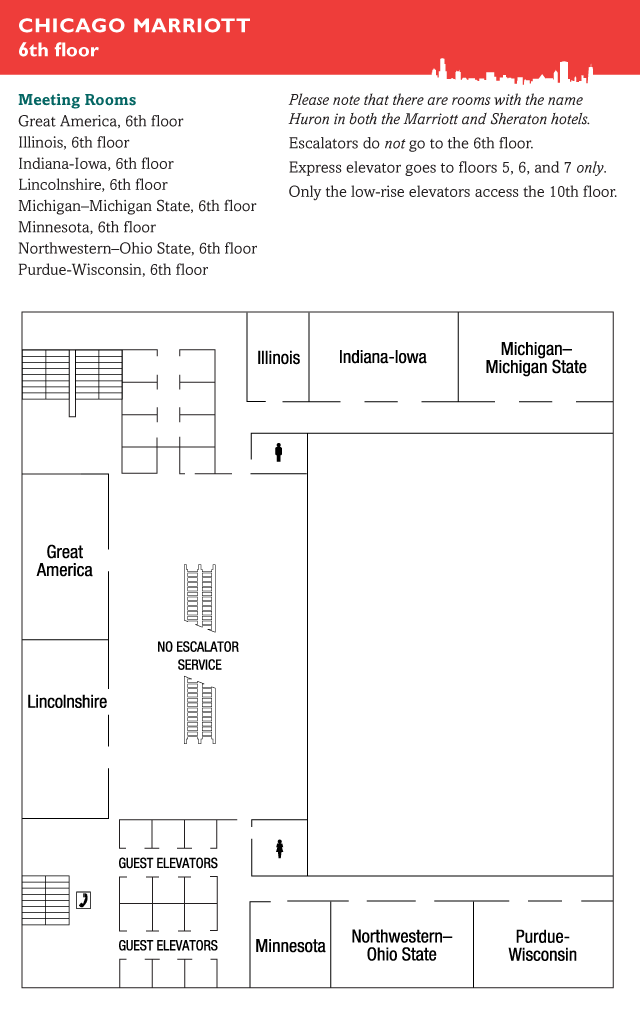 CHICAGO MARRIOTT
6th floor
Meeting Rooms
Great America, 6th floor
Illinois, 6th floor
Indiana-Iowa, 6th floor
Lincolnshire, 6th floor
Michigan–Michigan State, 6th floor
Minnesota, 6th floor
Northwestern–Ohio State, 6th floor
Purdue-Wisconsin, 6th floor
Please note that there are rooms with the name
Huron in both the Marriott and Sheraton hotels.
Escalators do not go to the 6th floor.
Express elevator goes to floors 5, 6, and 7 only.
Only the low-rise elevators access the 10th floor.
Illinois
Indiana-Iowa
Michigan–
Michigan State
Great
America
NO ESCALATOR
SERVICE
Lincolnshire
GUEST ELEVATORS
GUEST ELEVATORS
Minnesota
Northwestern–
Ohio State
Purdue-
Wisconsin